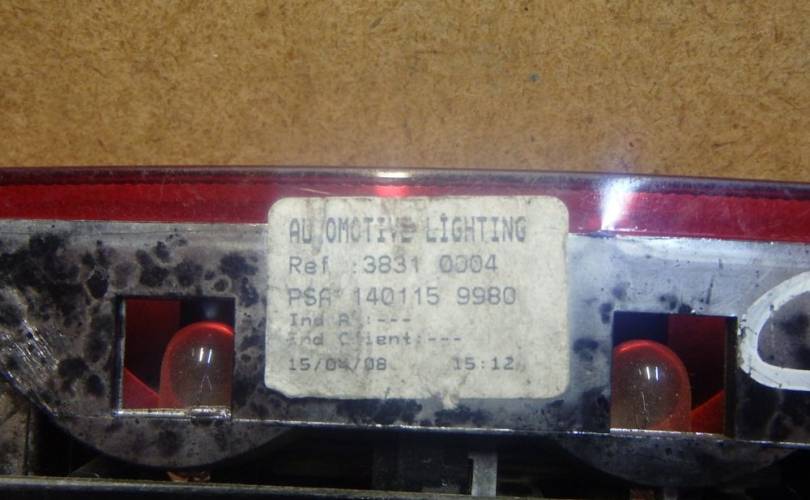 AUTOMOTIVE LIGHTING
Ref :3831 0004
PSA 140115 9980
Ind A :---
Ind Client:---
15/04/08 15:12